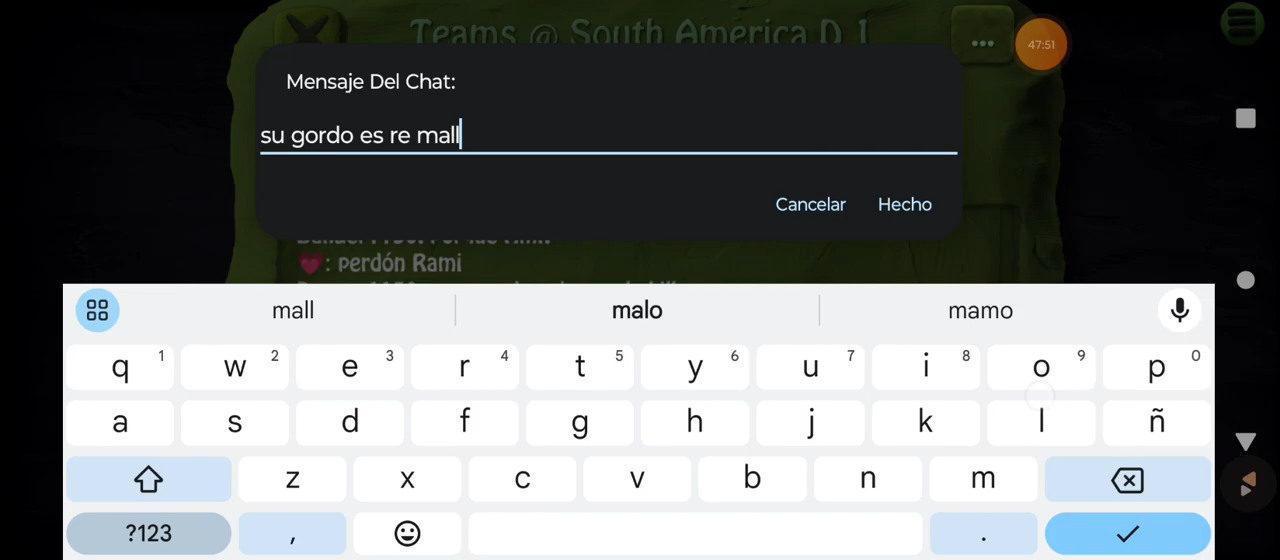 Teams @ South America D 1
47:51
Mensaje Del Chat:
su gordo es re mall
Cancelar Hecho
: perdón Rami
mall malo mamo
q 1 w 2 e 3 r 4 t 5 y 6 u 7 i 8 o 9 p 0
a s d f g h j k l ñ
z x c v b n m
?123 , .